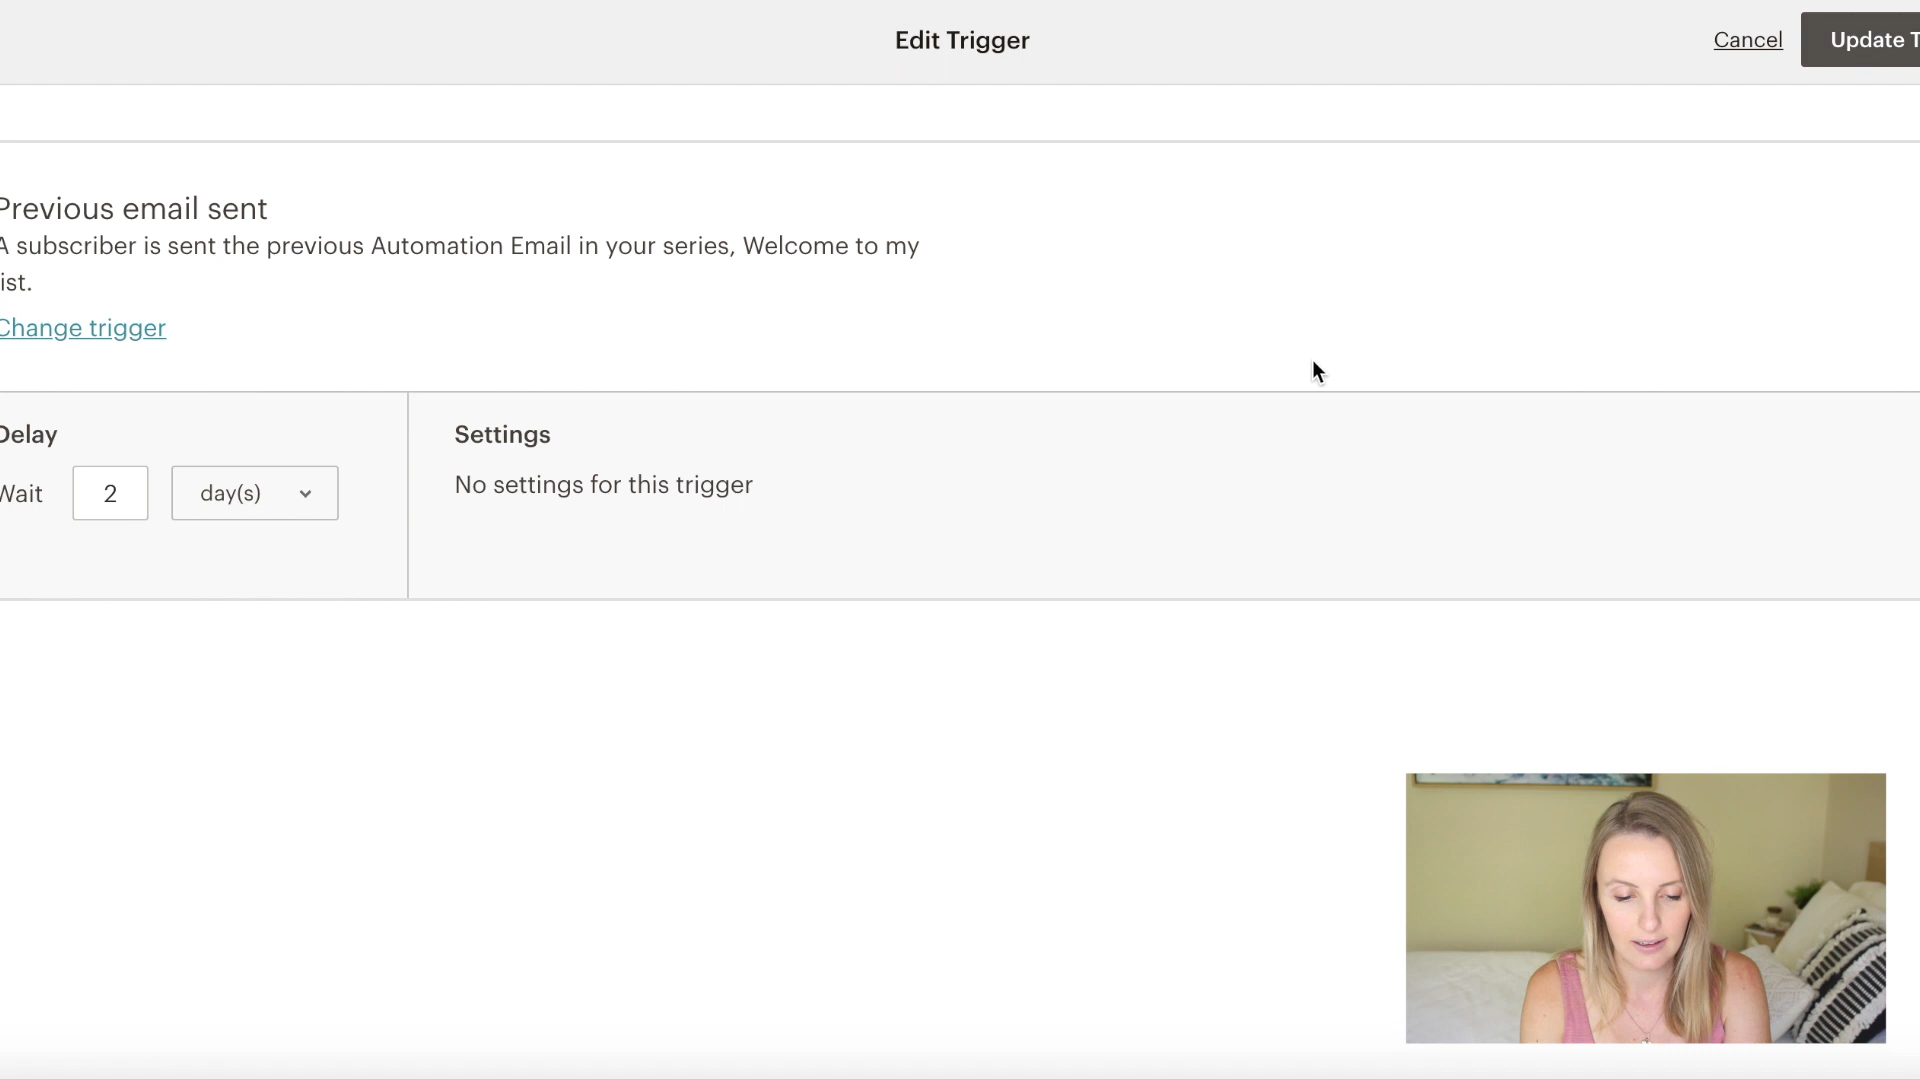 Edit Trigger
Cancel
Update T
Previous email sent
A subscriber is sent the previous Automation Email in your series, Welcome to my
ist.
Change trigger
Delay
Settings
Wait 2 day(s)
No settings for this trigger